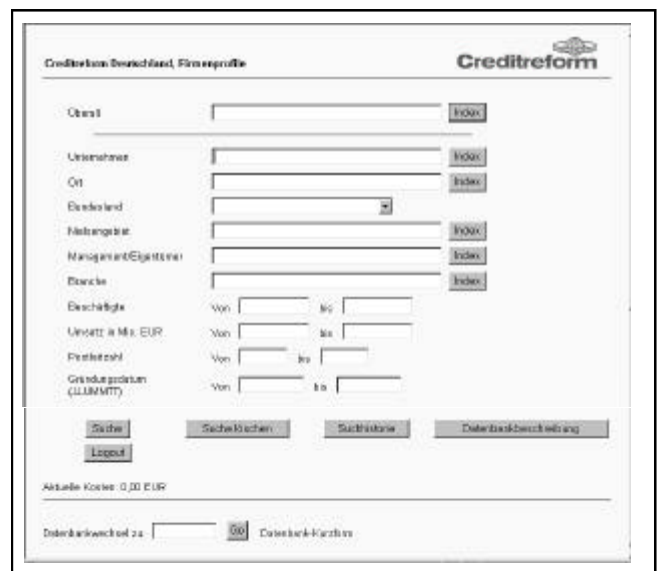 Creditreform Deutschland, Firmenprofile
Creditreform
Überall Index
Unternehmen Index
Ort Index
Bundesland
Nielsengebiet Index
Management/Eigentümer Index
Branche Index
Beschäftigte Von bis
Umsatz in Mio. EUR Von bis
Postleitzahl Von bis
Gründungsdatum Von bis
(JJJJMMTT)
Suche Suche löschen Suchhistorie Datenbankbeschreibung
Logout
Aktuelle Kosten: 0,00 EUR
Datenbankwechsel zu Go Datenbank-Kürzel